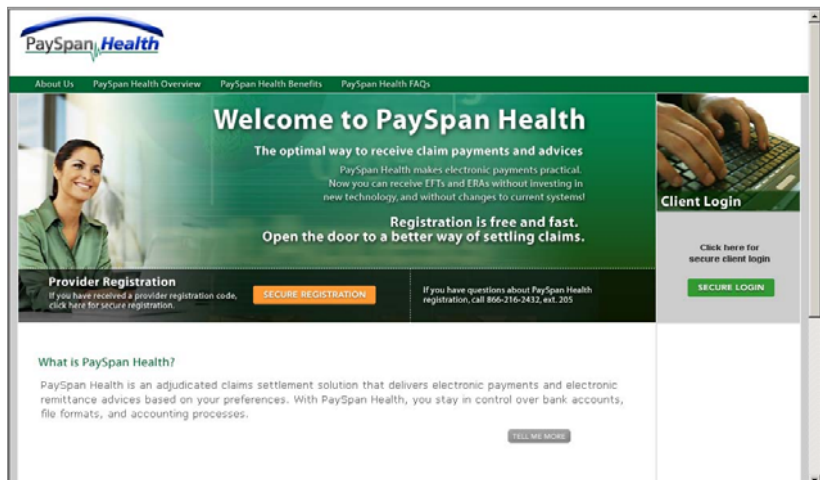 PaySpan Health
About Us PaySpan Health Overview PaySpan Health Benefits PaySpan Health FAQs
Welcome to PaySpan Health
The optimal way to receive claim payments and advices
PaySpan Health makes electronic payments practical.
Now you can receive EFTs and ERAs without investing in
new technology, and without changes to current systems!
Registration is free and fast.
Open the door to a better way of settling claims.
Provider Registration
If you have received a provider registration code,
click here for secure registration.
SECURE REGISTRATION
If you have questions about PaySpan Health
registration, call 866-216-2432, ext. 205
Client Login
Click here for
secure client login
SECURE LOGIN
What is PaySpan Health?
PaySpan Health is an adjudicated claims settlement solution that delivers electronic payments and electronic
remittance advices based on your preferences. With PaySpan Health, you stay in control over bank accounts,
file formats, and accounting processes.
TELL ME MORE